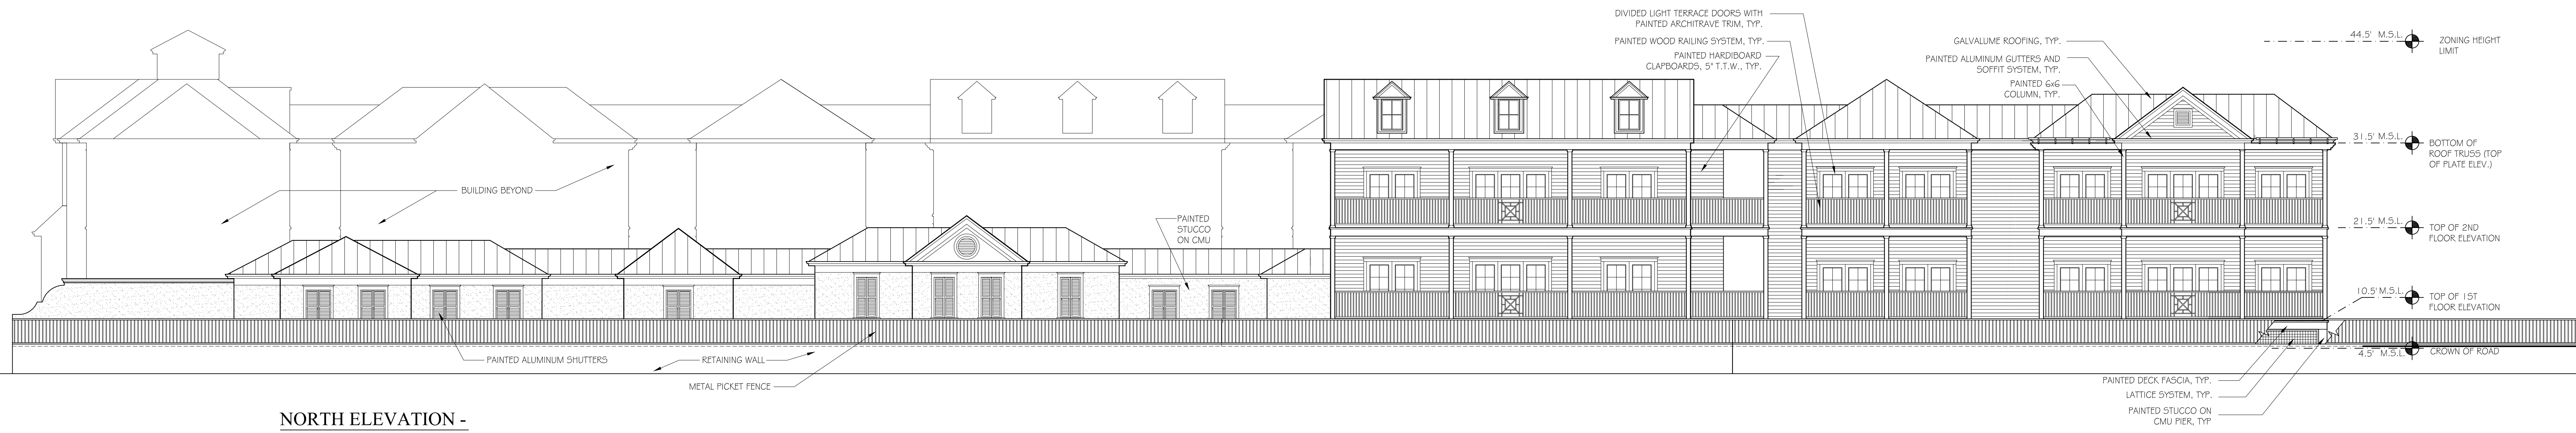 DIVIDED LIGHT TERRACE DOORS WITH
PAINTED ARCHITRAVE TRIM, TYP.
PAINTED WOOD RAILING SYSTEM, TYP.
PAINTED HARDIBOARD
CLAPBOARDS, 5" T.T.W., TYP.
GALVALUME ROOFING, TYP.
PAINTED ALUMINUM GUTTERS AND
SOFFIT SYSTEM, TYP.
PAINTED 6x6
COLUMN, TYP.
44.5' M.S.L.
ZONING HEIGHT
LIMIT
31.5' M.S.L.
BOTTOM OF
ROOF TRUSS (TOP
OF PLATE ELEV.)
BUILDING BEYOND
PAINTED
STUCCO
ON CMU
21.5' M.S.L.
TOP OF 2ND
FLOOR ELEVATION
10.5' M.S.L.
TOP OF 1ST
FLOOR ELEVATION
4.5' M.S.L.
CROWN OF ROAD
PAINTED ALUMINUM SHUTTERS
RETAINING WALL
METAL PICKET FENCE
PAINTED DECK FASCIA, TYP.
LATTICE SYSTEM, TYP.
PAINTED STUCCO ON
CMU PIER, TYP
NORTH ELEVATION -